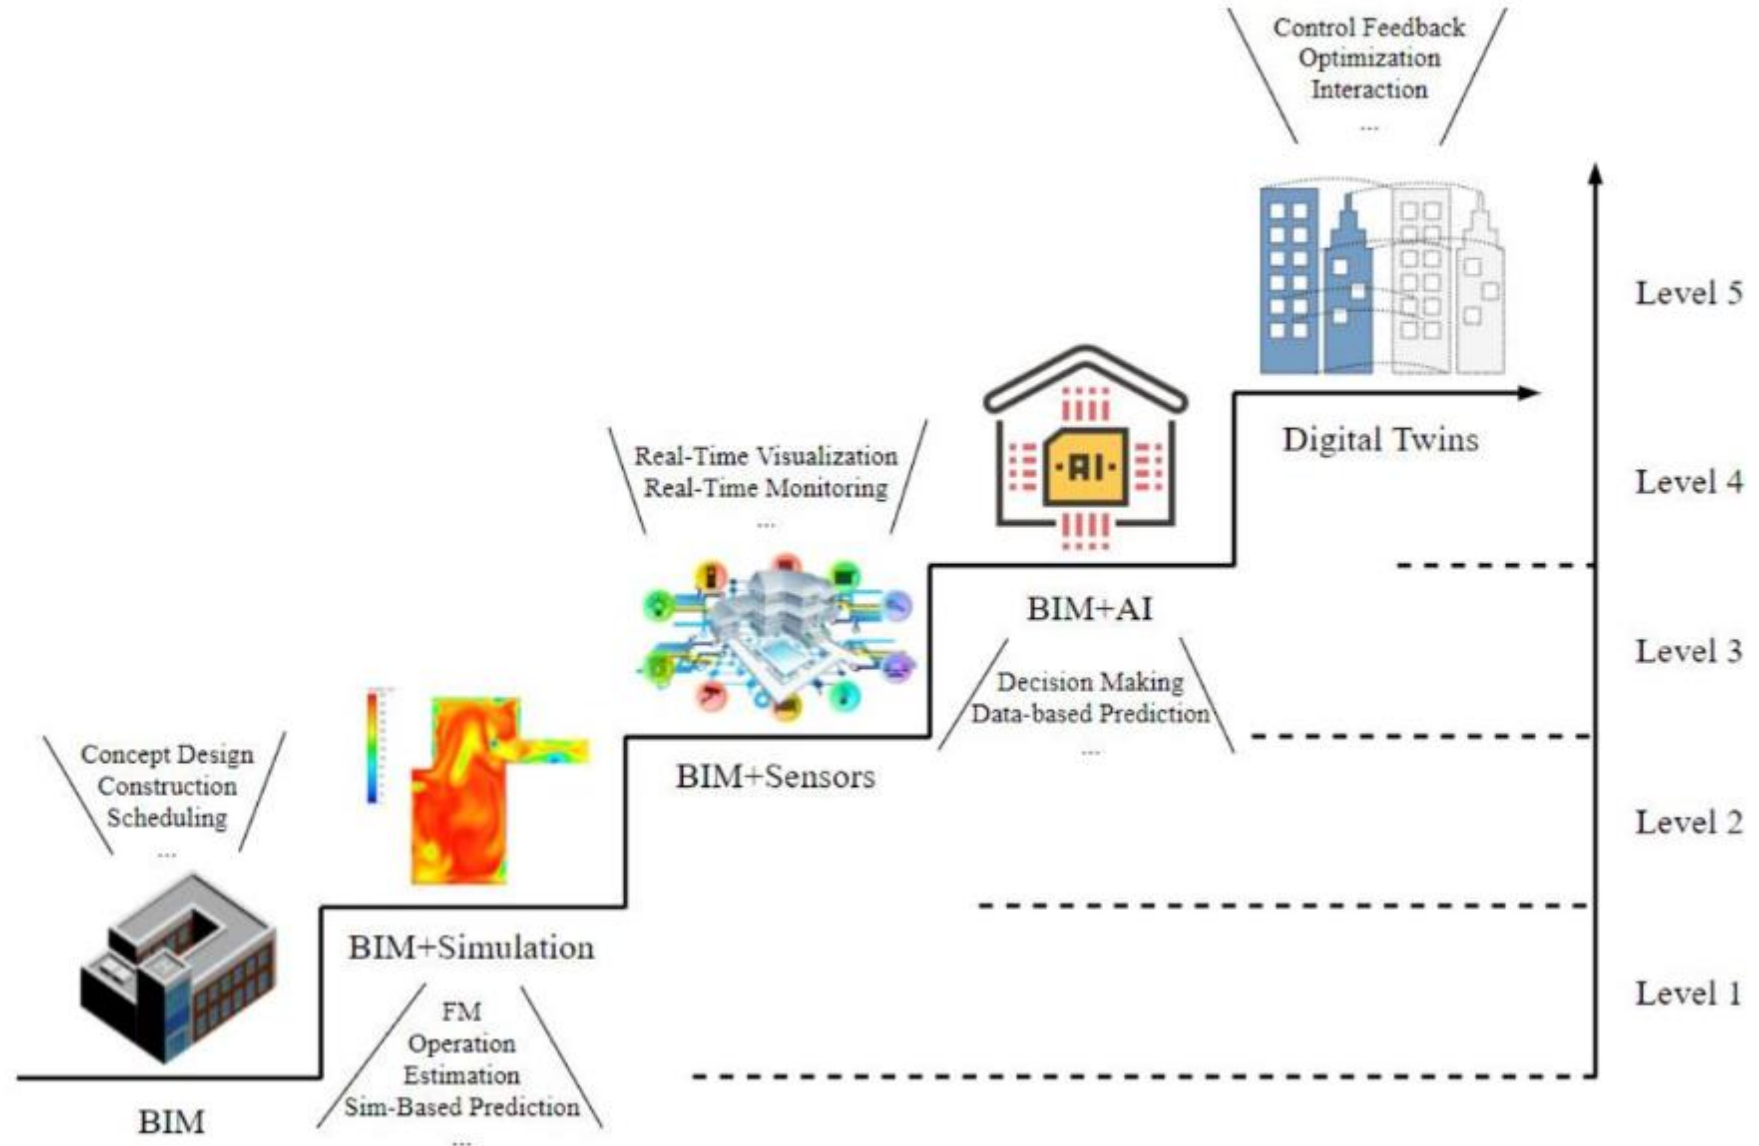 Control Feedback
Optimization
Interaction
...
Level 5
Digital Twins
Level 4
Real-Time Visualization
Real-Time Monitoring
...
AI
BIM+AI
Decision Making
Data-based Prediction
...
Level 3
BIM+Sensors
Concept Design
Construction
Scheduling
...
Level 2
BIM+Simulation
FM
Operation
Estimation
Sim-Based Prediction
...
Level 1
BIM